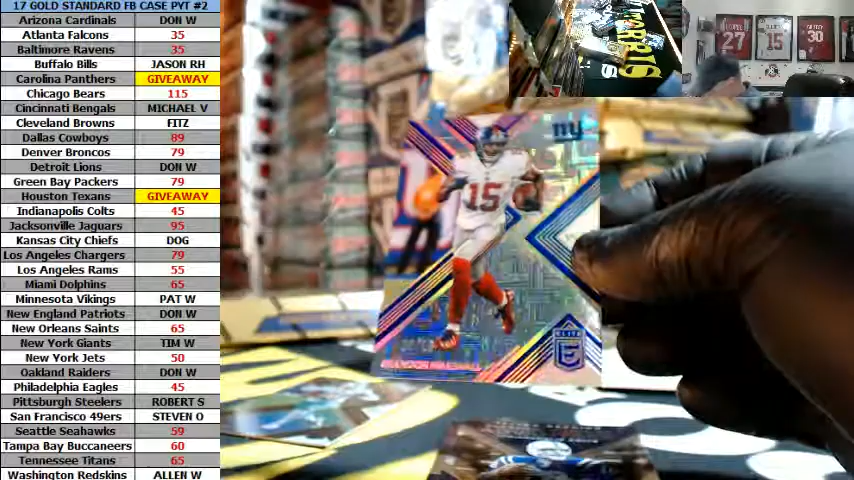 17 GOLD STANDARD FB CASE PYT #2
Arizona Cardinals DON W
Atlanta Falcons 35
Baltimore Ravens 35
Buffalo Bills JASON RH
Carolina Panthers GIVEAWAY
Chicago Bears 115
Cincinnati Bengals MICHAEL V
Cleveland Browns FITZ
Dallas Cowboys 89
Denver Broncos 79
Detroit Lions DON W
Green Bay Packers 79
Houston Texans GIVEAWAY
Indianapolis Colts 45
Jacksonville Jaguars 95
Kansas City Chiefs DOG
Los Angeles Chargers 79
Los Angeles Rams 55
Miami Dolphins 65
Minnesota Vikings PAT W
New England Patriots DON W
New Orleans Saints 65
New York Giants TIM W
New York Jets 50
Oakland Raiders DON W
Philadelphia Eagles 45
Pittsburgh Steelers ROBERT S
San Francisco 49ers STEVEN O
Seattle Seahawks 59
Tampa Bay Buccaneers 60
Tennessee Titans 65
Washington Redskins ALLEN W
27
15
30
ny
15
ELITE
E